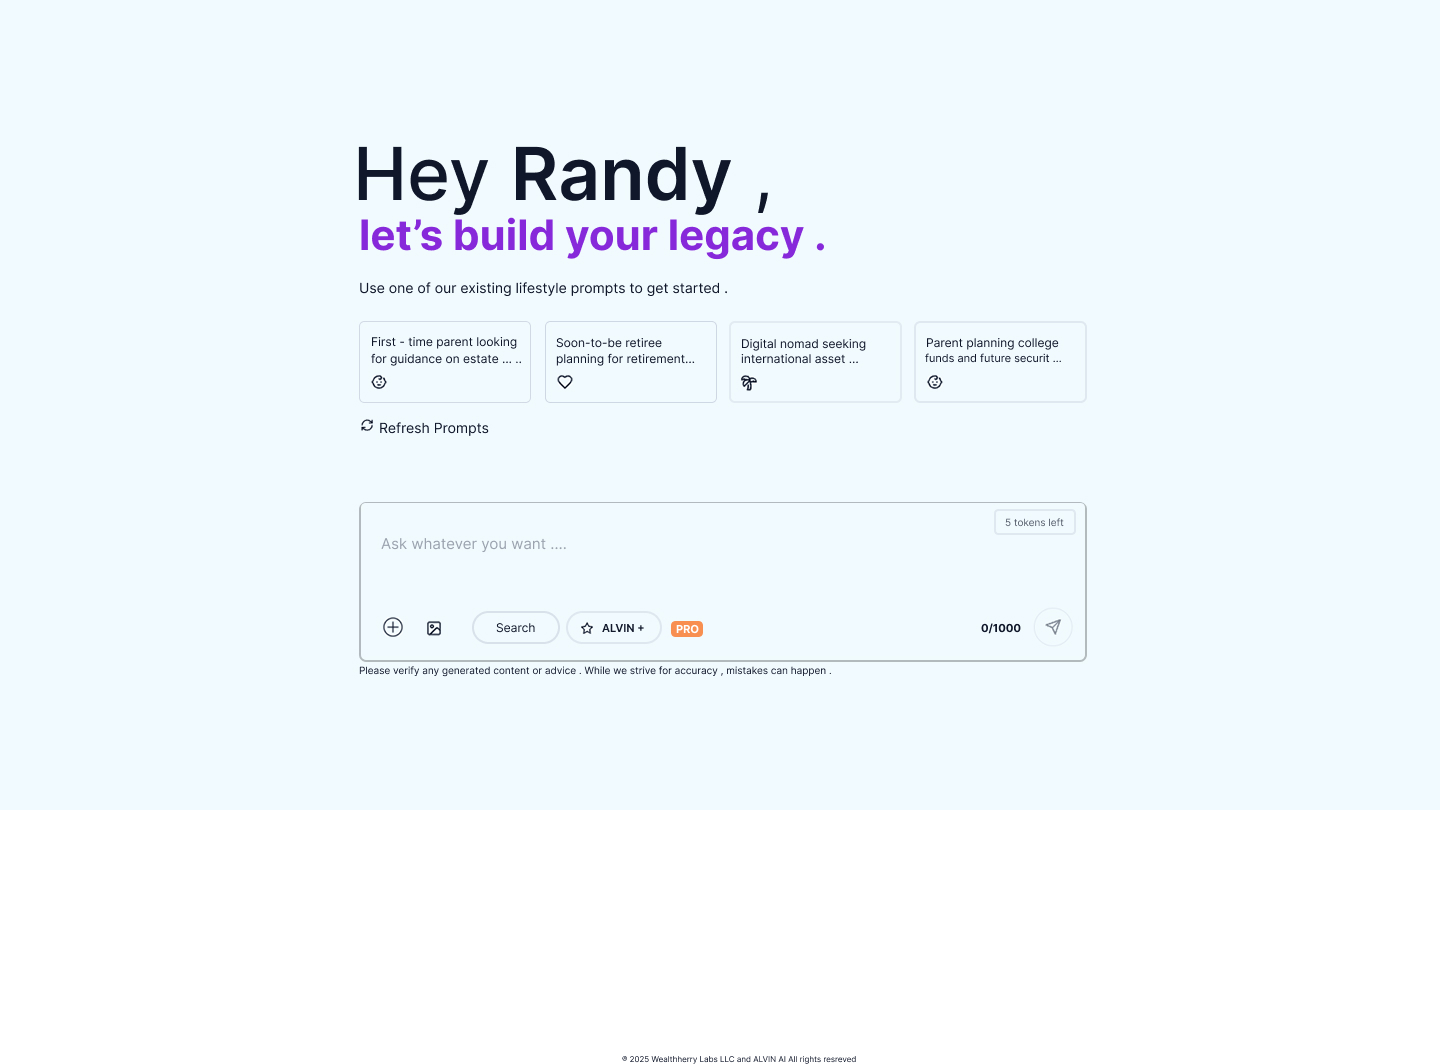 Hey Randy ,
let’s build your legacy .
Use one of our existing lifestyle prompts to get started .
First - time parent looking
for guidance on estate ... ..
Soon-to-be retiree
planning for retirement...
Digital nomad seeking
international asset ...
Parent planning college
funds and future securit ...
Refresh Prompts
5 tokens left
Ask whatever you want ....
Search
ALVIN +
PRO
0/1000
Please verify any generated content or advice . While we strive for accuracy , mistakes can happen .
® 2025 Wealthherry Labs LLC and ALVIN AI All rights resreved